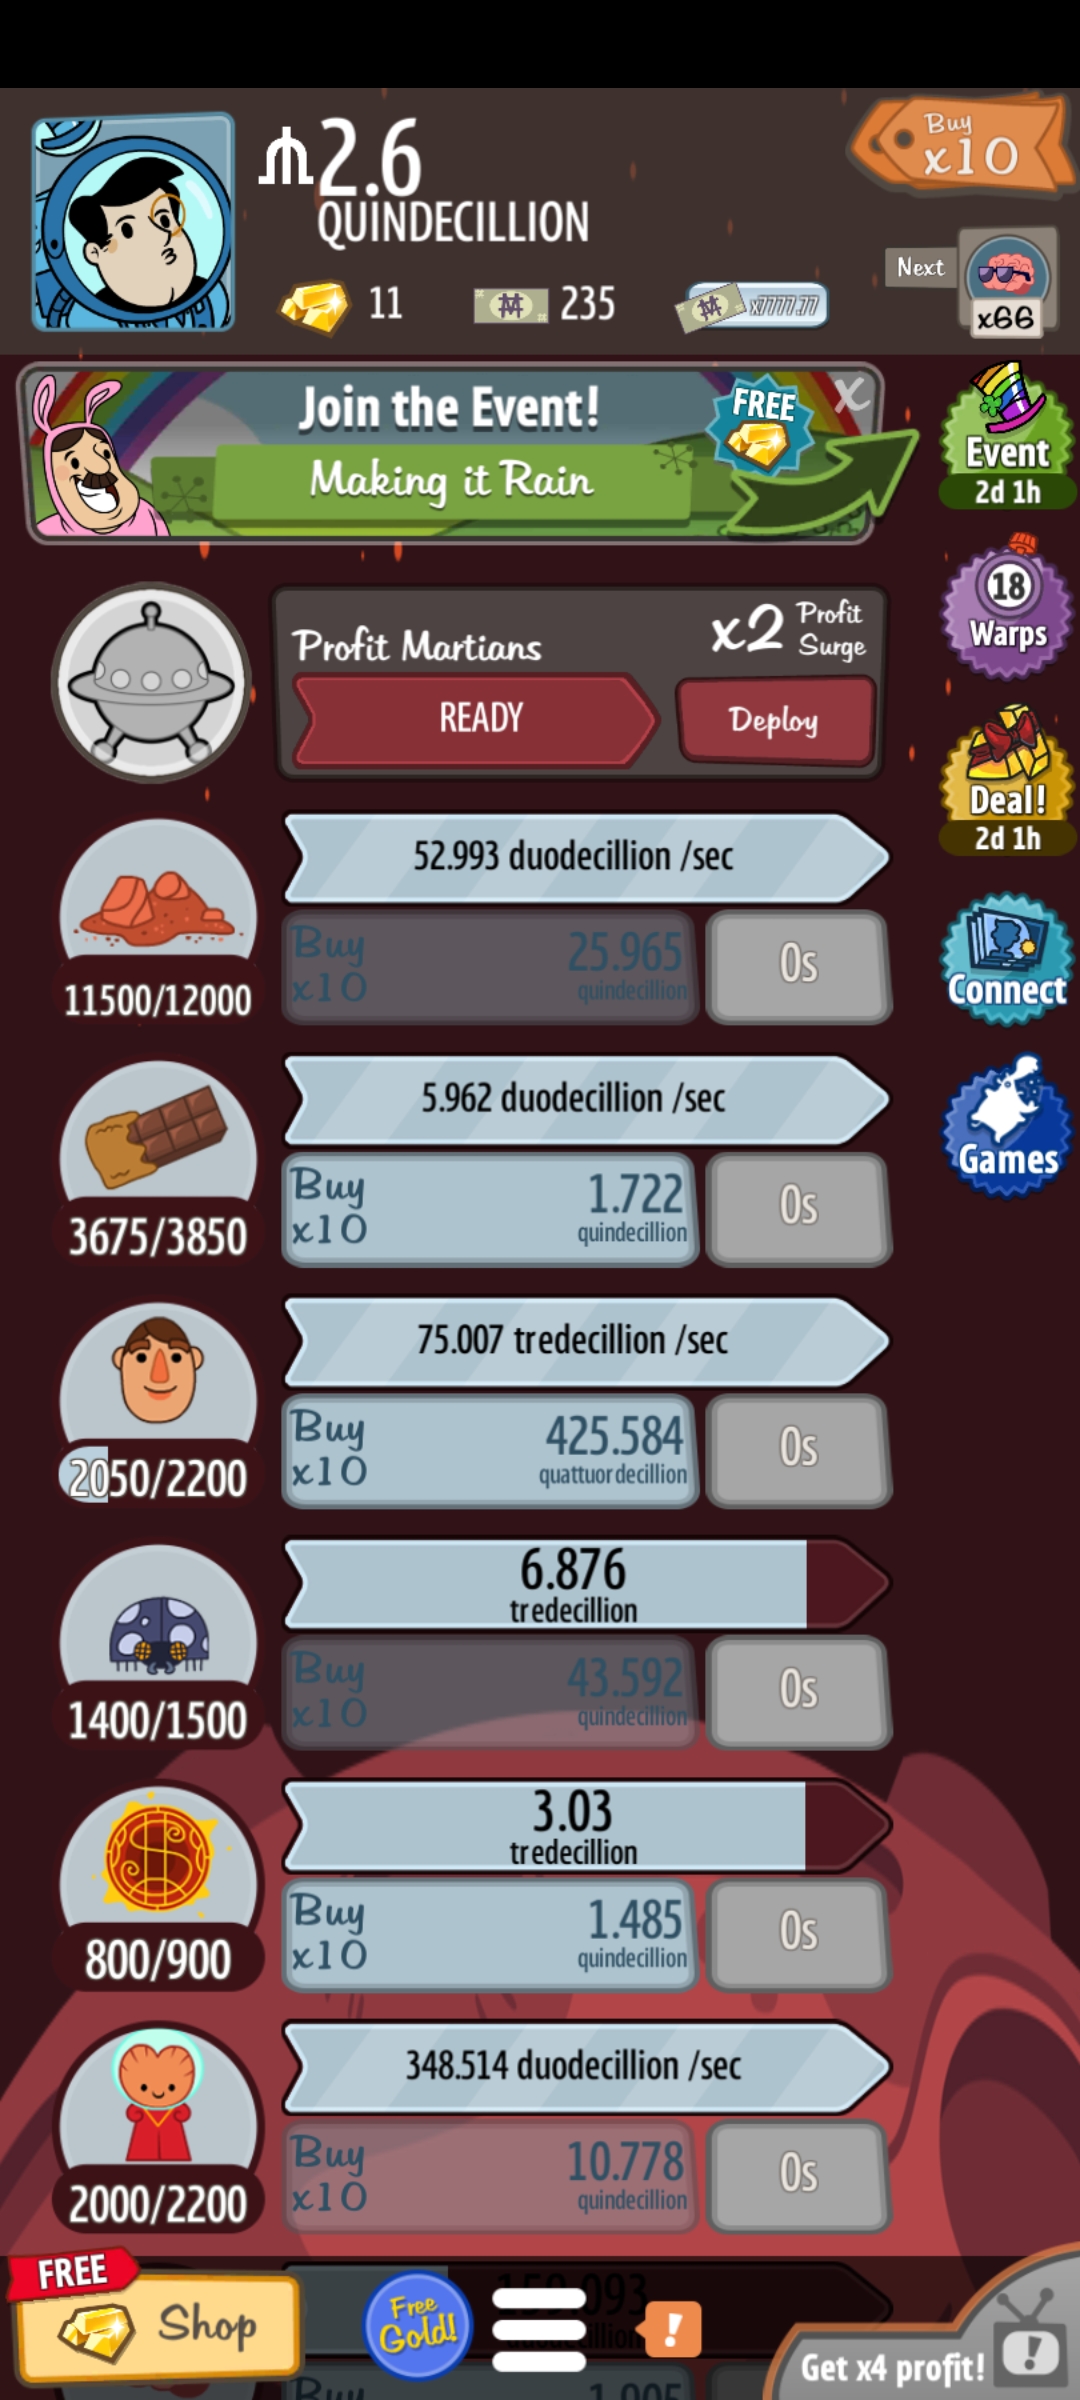 2.6
QUINDECILLION
Buy
x10
11
235
x7777.77
Next
x66
Join the Event!
FREE
X
Making it Rain
Event
2d 1h
18
Warps
Profit Martians
x2 Profit Surge
READY
Deploy
Deal!
2d 1h
52.993 duodecillion /sec
Buy
x10
25.965
quindecillion
0s
11500/12000
Connect
5.962 duodecillion /sec
Buy
x10
1.722
quindecillion
0s
3675/3850
Games
75.007 tredecillion /sec
Buy
x10
425.584
quattuordecillion
0s
2050/2200
6.876
tredecillion
Buy
x10
43.592
quindecillion
0s
1400/1500
3.03
tredecillion
Buy
x10
1.485
quindecillion
0s
800/900
348.514 duodecillion /sec
Buy
x10
10.778
quindecillion
0s
2000/2200
FREE
Shop
Free
Gold!
!
Get x4 profit!
!
Buy